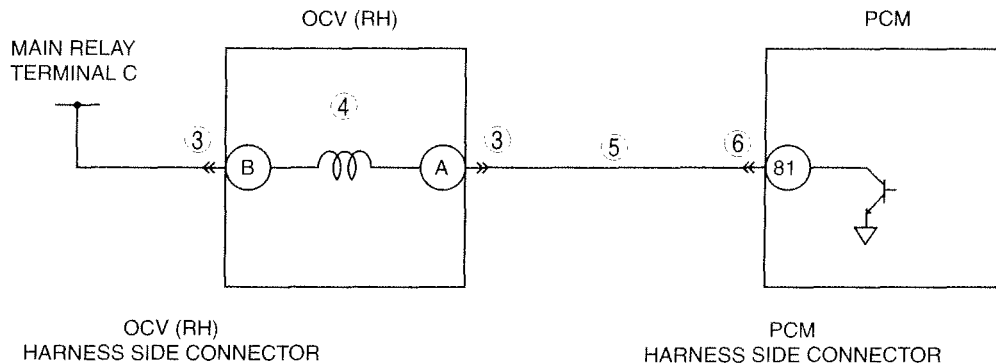 OCV (RH)
PCM
MAIN RELAY
TERMINAL C
3
4
3
5
6
B
A
81
OCV (RH)
HARNESS SIDE CONNECTOR
PCM
HARNESS SIDE CONNECTOR